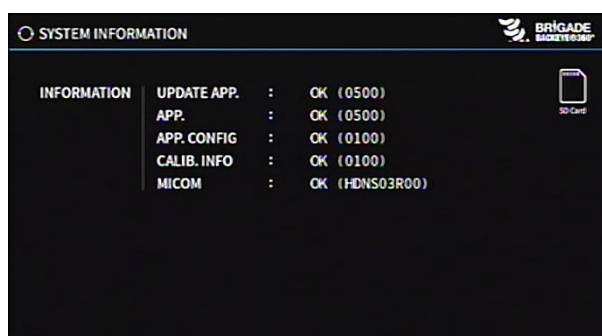 SYSTEM INFORMATION
BRIGADE
BACKEYE®360™
INFORMATION
UPDATE APP. : OK (0500)
APP. : OK (0500)
APP. CONFIG : OK (0100)
CALIB. INFO : OK (0100)
MICOM : OK (HDNS03R00)
SD Card